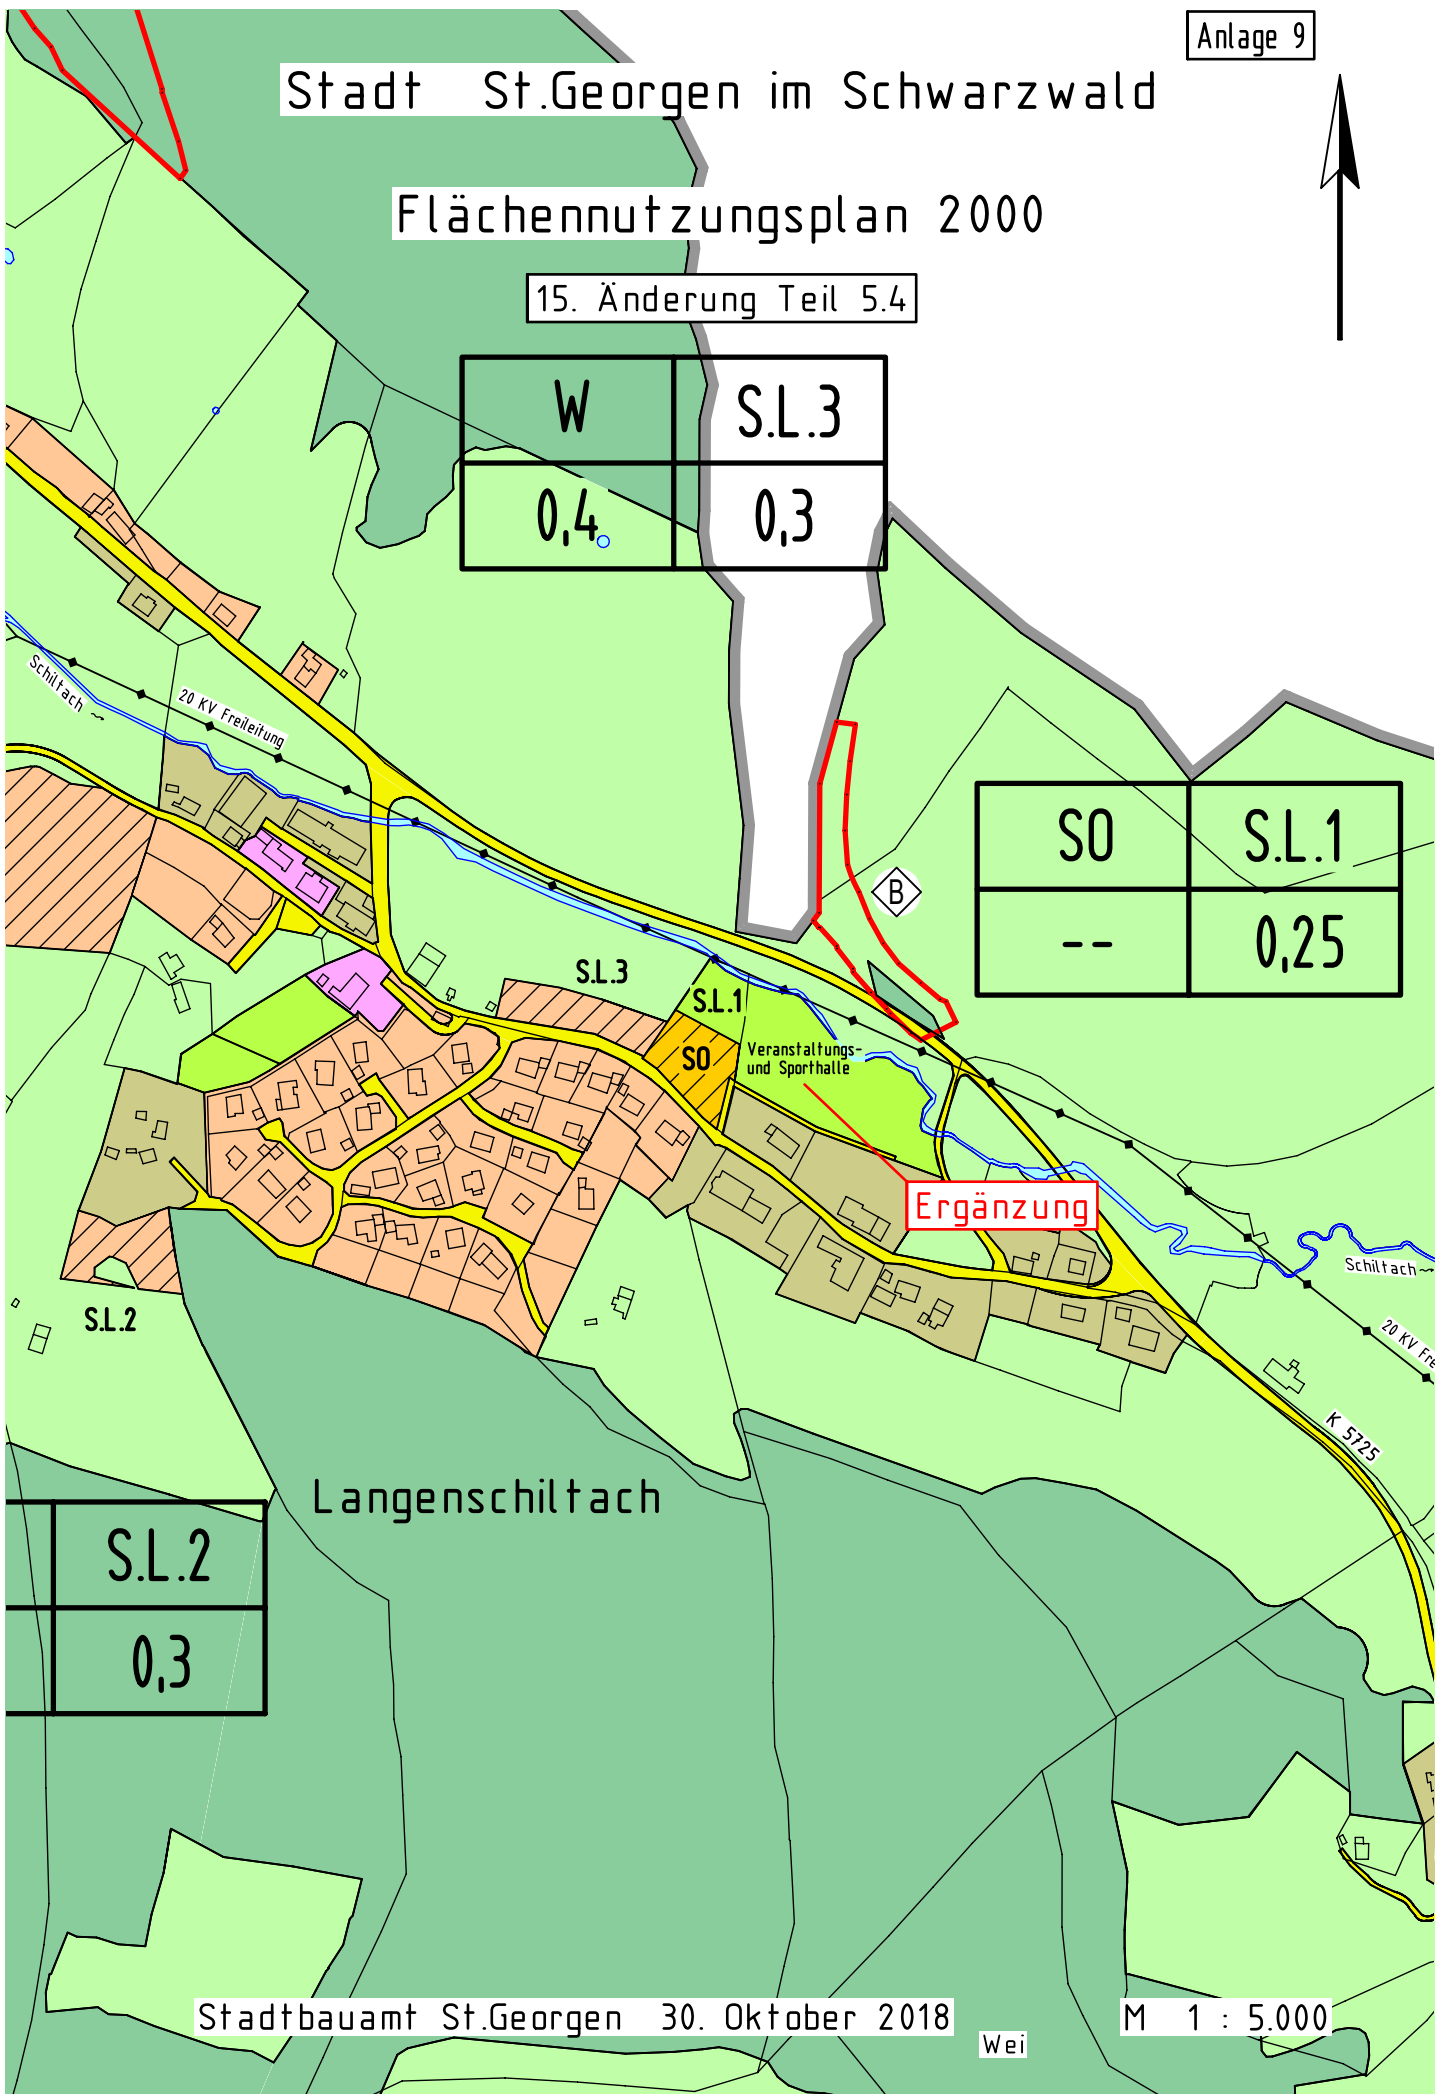 Anlage 9
Stadt St.Georgen im Schwarzwald
Flächennutzungsplan 2000
15. Änderung Teil 5.4
W S.L.3
0,4 0,3
Schiltach
20 KV Freileitung
SO S.L.1
-- 0,25
B
S.L.3
S.L.1
SO
Veranstaltungs-
und Sporthalle
Ergänzung
Schiltach
S.L.2
20 KV Fre
K 5725
Langenschiltach
S.L.2
0,3
Stadtbauamt St.Georgen 30. Oktober 2018
M 1 : 5.000
Wei